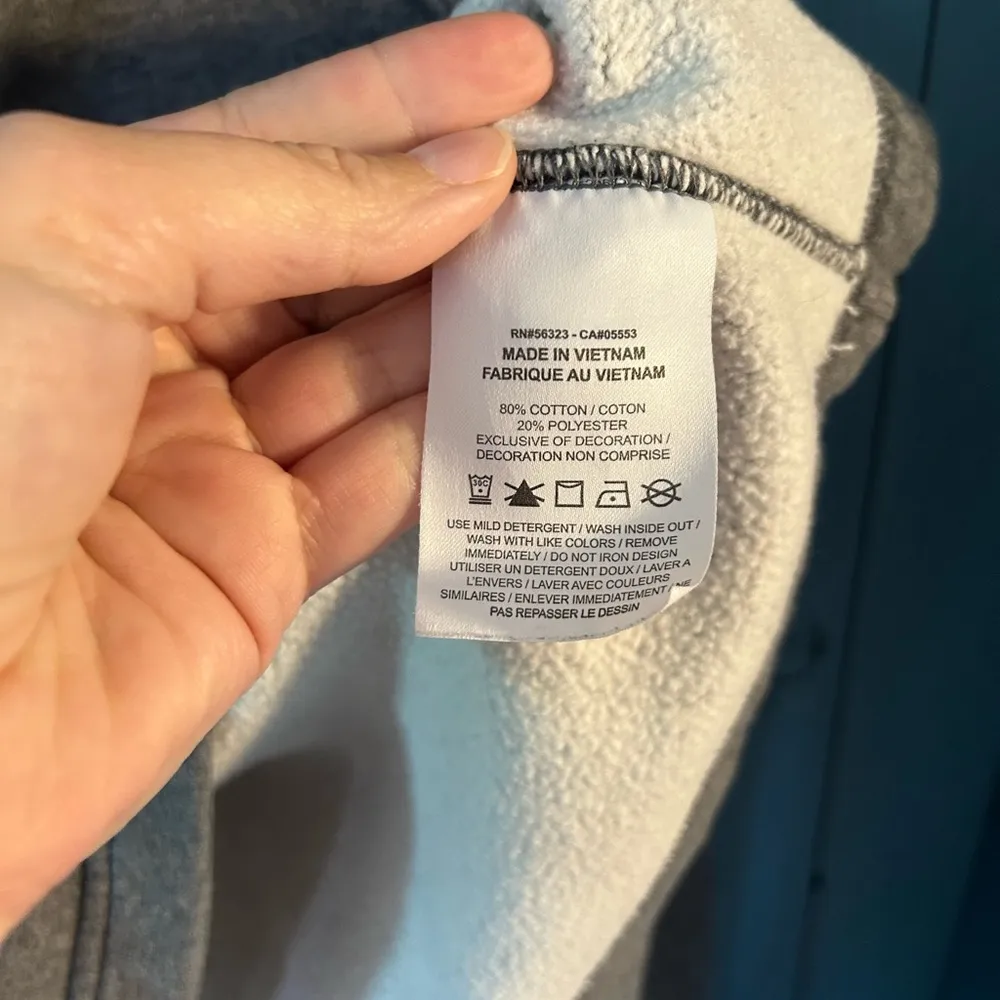 RN#56323 - CA#05553
MADE IN VIETNAM
FABRIQUE AU VIETNAM
80% COTTON / COTON
20% POLYESTER
EXCLUSIVE OF DECORATION /
DECORATION NON COMPRISE
30C
USE MILD DETERGENT / WASH INSIDE OUT /
WASH WITH LIKE COLORS / REMOVE
IMMEDIATELY / DO NOT IRON DESIGN
UTILISER UN DETERGENT DOUX / LAVER A
L'ENVERS / LAVER AVEC COULEURS
SIMILAIRES / ENLEVER IMMEDIATEMENT / NE
PAS REPASSER LE DESSIN